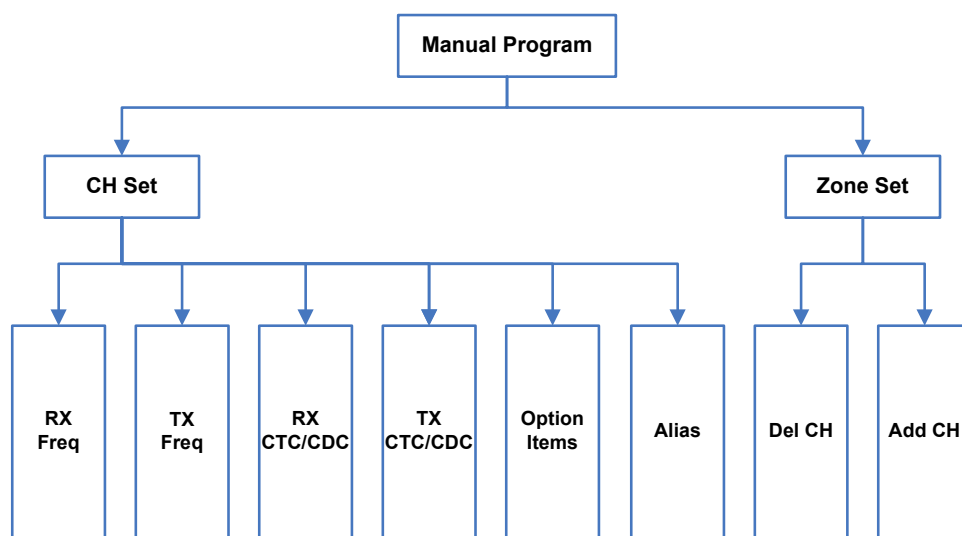 Manual Program
CH Set
Zone Set
RX
Freq
TX
Freq
RX
CTC/CDC
TX
CTC/CDC
Option
Items
Alias
Del CH
Add CH